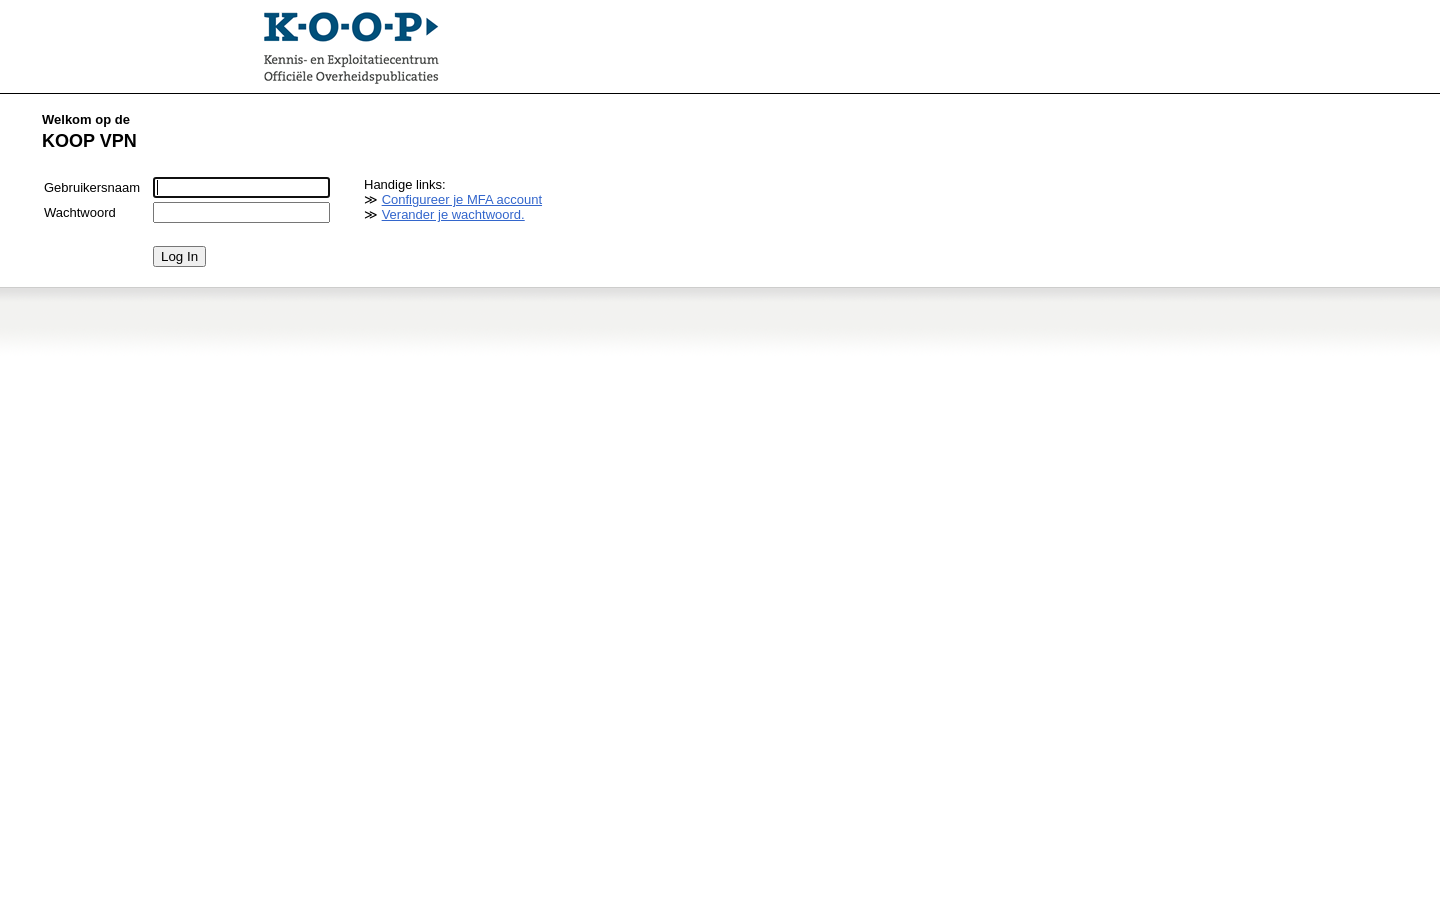 K-O-O-P
Kennis- en Exploitatiecentrum
Officiële Overheidspublicaties
Welkom op de
KOOP VPN
Gebruikersnaam
Wachtwoord
Log In
Handige links:
≫ Configureer je MFA account
≫ Verander je wachtwoord.